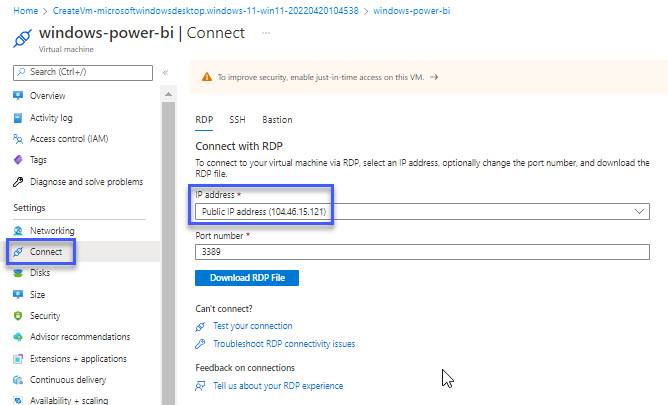 Home > CreateVm-microsoftwindowsdesktop.windows-11-win11-20220420104538 > windows-power-bi
windows-power-bi | Connect ...
Virtual machine
Search (Ctrl+/)
«
Overview
Activity log
Access control (IAM)
Tags
Diagnose and solve problems
Settings
Networking
Connect
Disks
Size
Security
Advisor recommendations
Extensions + applications
Continuous delivery
Availability + scaling
To improve security, enable just-in-time access on this VM. →
RDP SSH Bastion
Connect with RDP
To connect to your virtual machine via RDP, select an IP address, optionally change the port number, and download the
RDP file.
IP address *
Public IP address (104.46.15.121)
Port number *
3389
Download RDP File
Can't connect?
Test your connection
Troubleshoot RDP connectivity issues
Feedback on connections
Tell us about your RDP experience